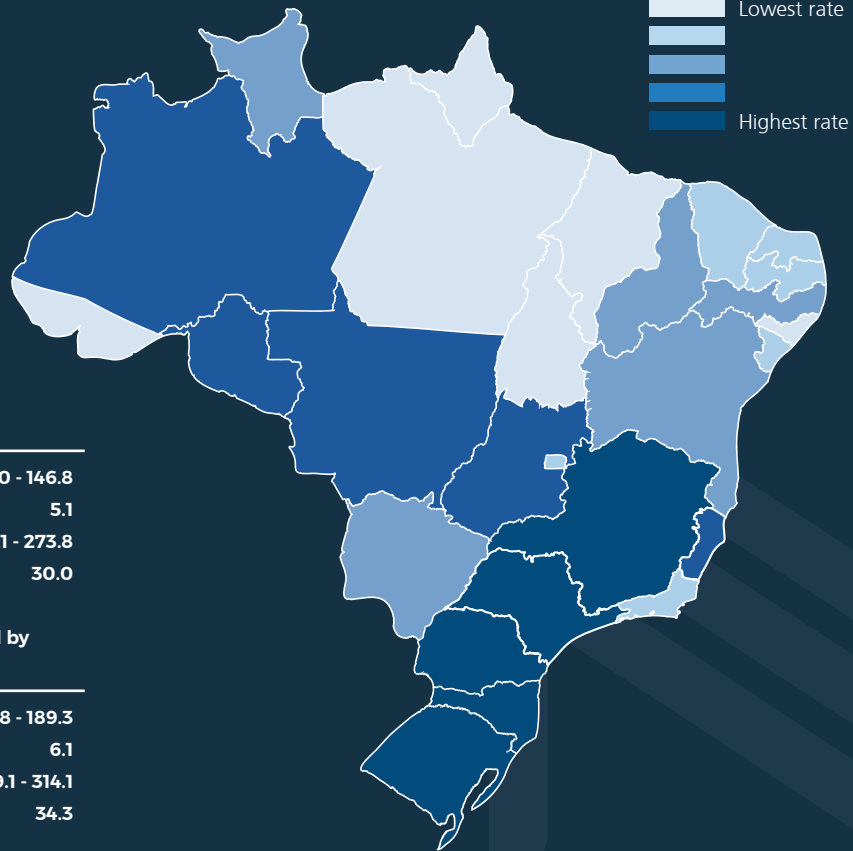 Lowest rate
Highest rate
0 - 146.8
5.1
1 - 273.8
30.0
by
8 - 189.3
6.1
9.1 - 314.1
34.3